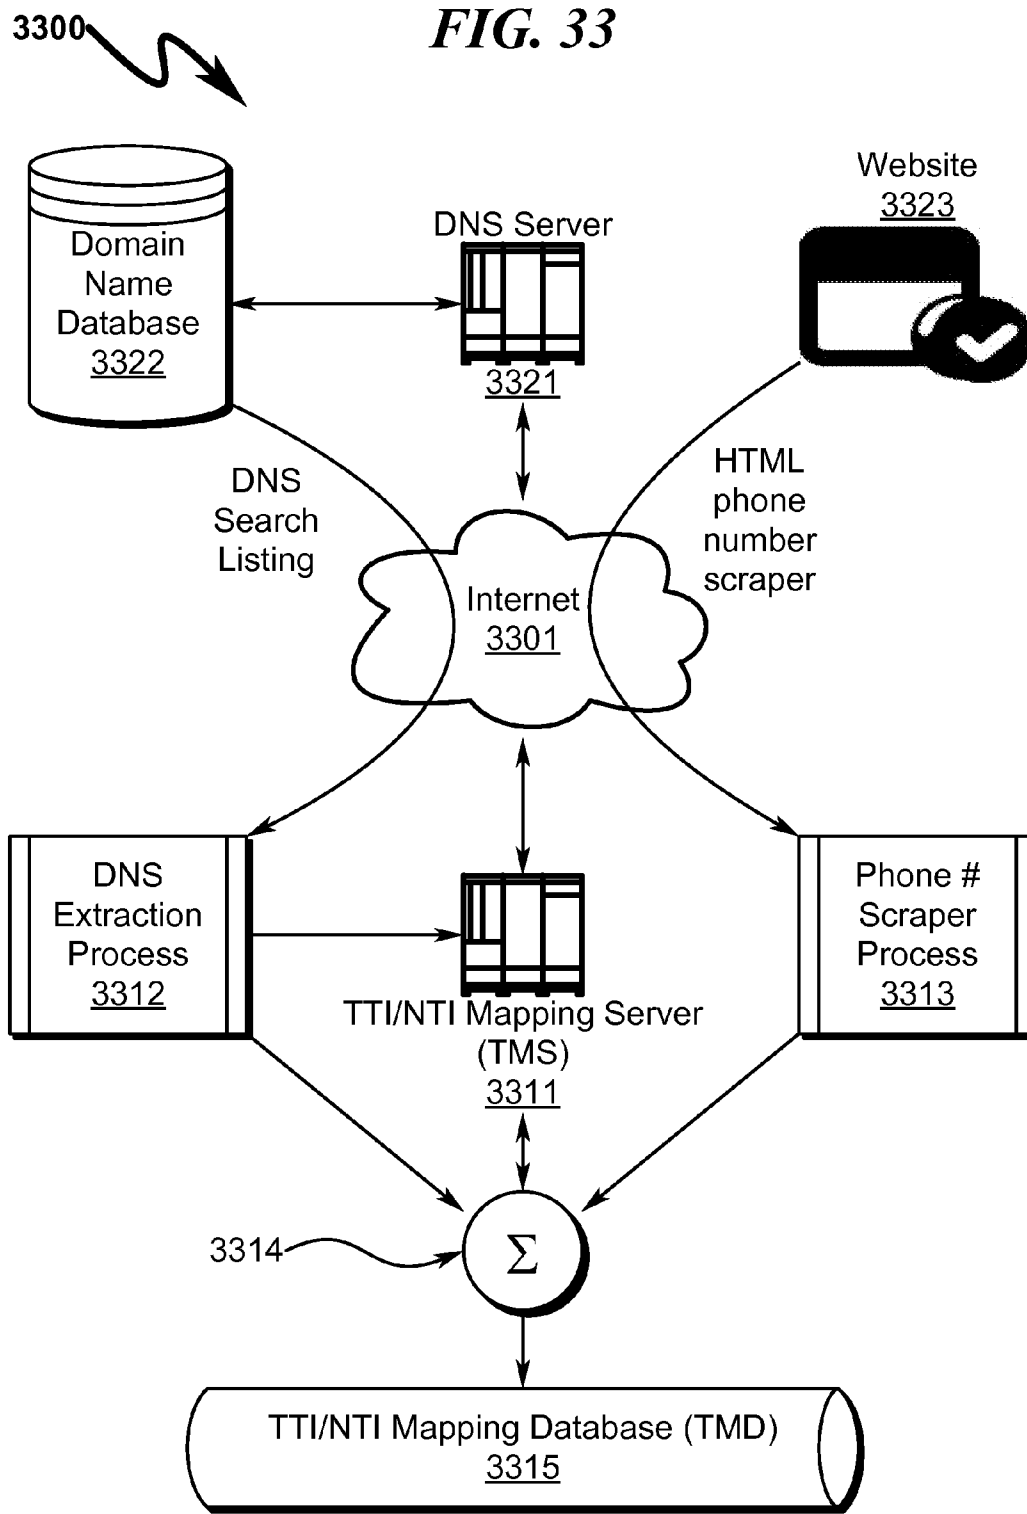 3300
FIG. 33
Domain
Name
Database
3322
DNS Server
3321
Website
3323
DNS
Search
Listing
HTML
phone
number
scraper
Internet
3301
DNS
Extraction
Process
3312
TTI/NTI Mapping Server
(TMS)
3311
Phone #
Scraper
Process
3313
3314
Σ
TTI/NTI Mapping Database (TMD)
3315